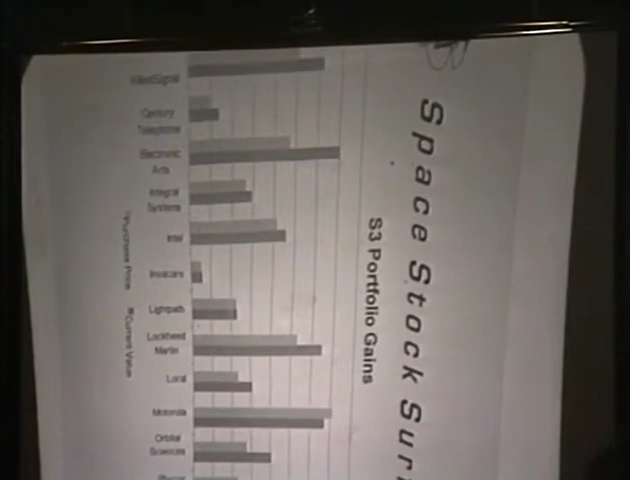 Space Stock Sur
S3 Portfolio Gains
AlliedSignal
Century
Telephone
Electronic
Arts
Integral
Systems
Intel
Invacare
Lightpath
Lockheed
Martin
Loral
Motorola
Orbital
Sciences
Purchase Price
Current Value